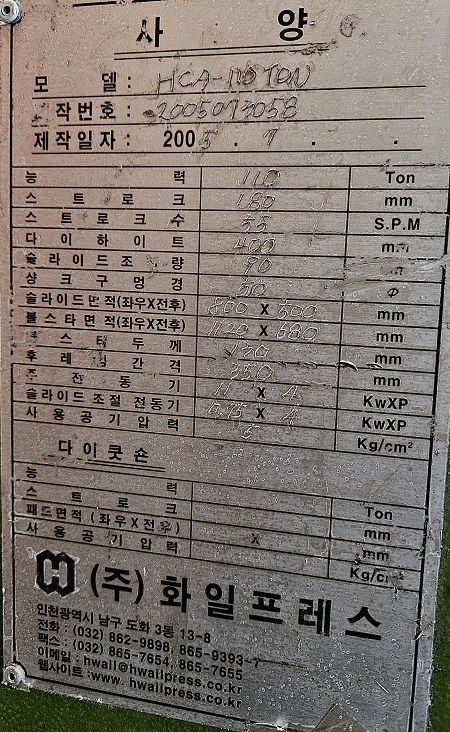 사 양
모 델 : HCA-110 TON
작번호 : 2005073058
제작일자 : 2005 . 7 . .
능 력 110 Ton
스 트 로 크 180 mm
스 트 로 크 수 55 S.P.M
다 이 하 이 트 400 mm
슬라이드조 량 90
샹 크 구 멍 경 50 Φ
슬라이드면적(좌우X전후) 800 X 500 mm
볼스타면적(좌우X전후) 1120 X 680 mm
스 타 두 께 130 mm
후 레 임 간 격 350 mm
주 전 동 기 11 X 4 KwXP
슬라이드 조절 전동기 0.75 X 4 KwXP
사 용 공 기 압 력 5 Kg/cm²
다 이 쿳 숀
능 력 Ton
스 트 로 크 mm
패드면적 (좌우X전후) X mm
사 용 공 기 압 력
(주) 화 일 프 레 스
인천광역시 남구 도화 3동 13-8
전화 : (032) 862-9898, 865-9393~7
팩스 : (032) 865-7654, 865-7655
이메일 : hwail@hwailpress.co.kr
웹사이트 : www. hwailpress.co.kr